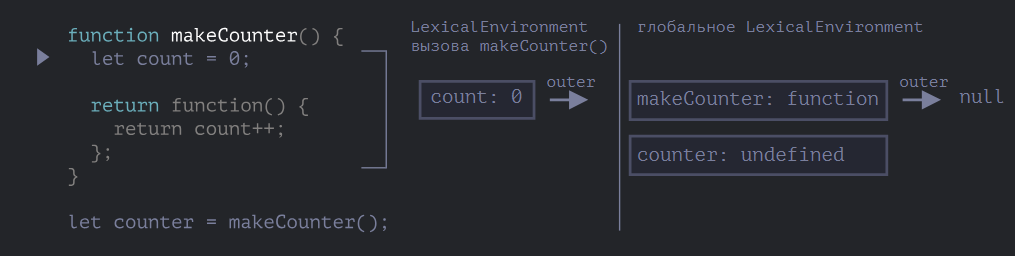 function makeCounter() {
let count = 0;
return function() {
return count++;
};
}
let counter = makeCounter();
LexicalEnvironment
вызова makeCounter()
count: 0
outer
глобальное LexicalEnvironment
makeCounter: function
outer
null
counter: undefined